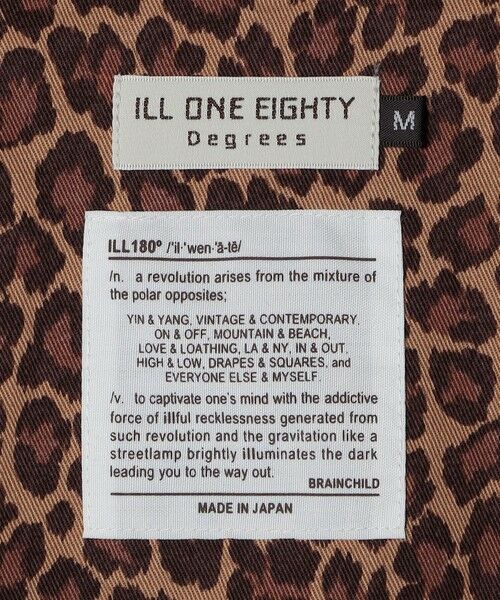 ILL ONE EIGHTY
Degrees
M
ILL180° /'il·'wen·'ā-tē/
/n. a revolution arises from the mixture of
the polar opposites;
YIN & YANG, VINTAGE & CONTEMPORARY,
ON & OFF, MOUNTAIN & BEACH,
LOVE & LOATHING, LA & NY, IN & OUT,
HIGH & LOW, DRAPES & SQUARES, and
EVERYONE ELSE & MYSELF.
/v. to captivate one's mind with the addictive
force of illful recklessness generated from
such revolution and the gravitation like a
streetlamp brightly illuminates the dark
leading you to the way out.
BRAINCHILD
MADE IN JAPAN